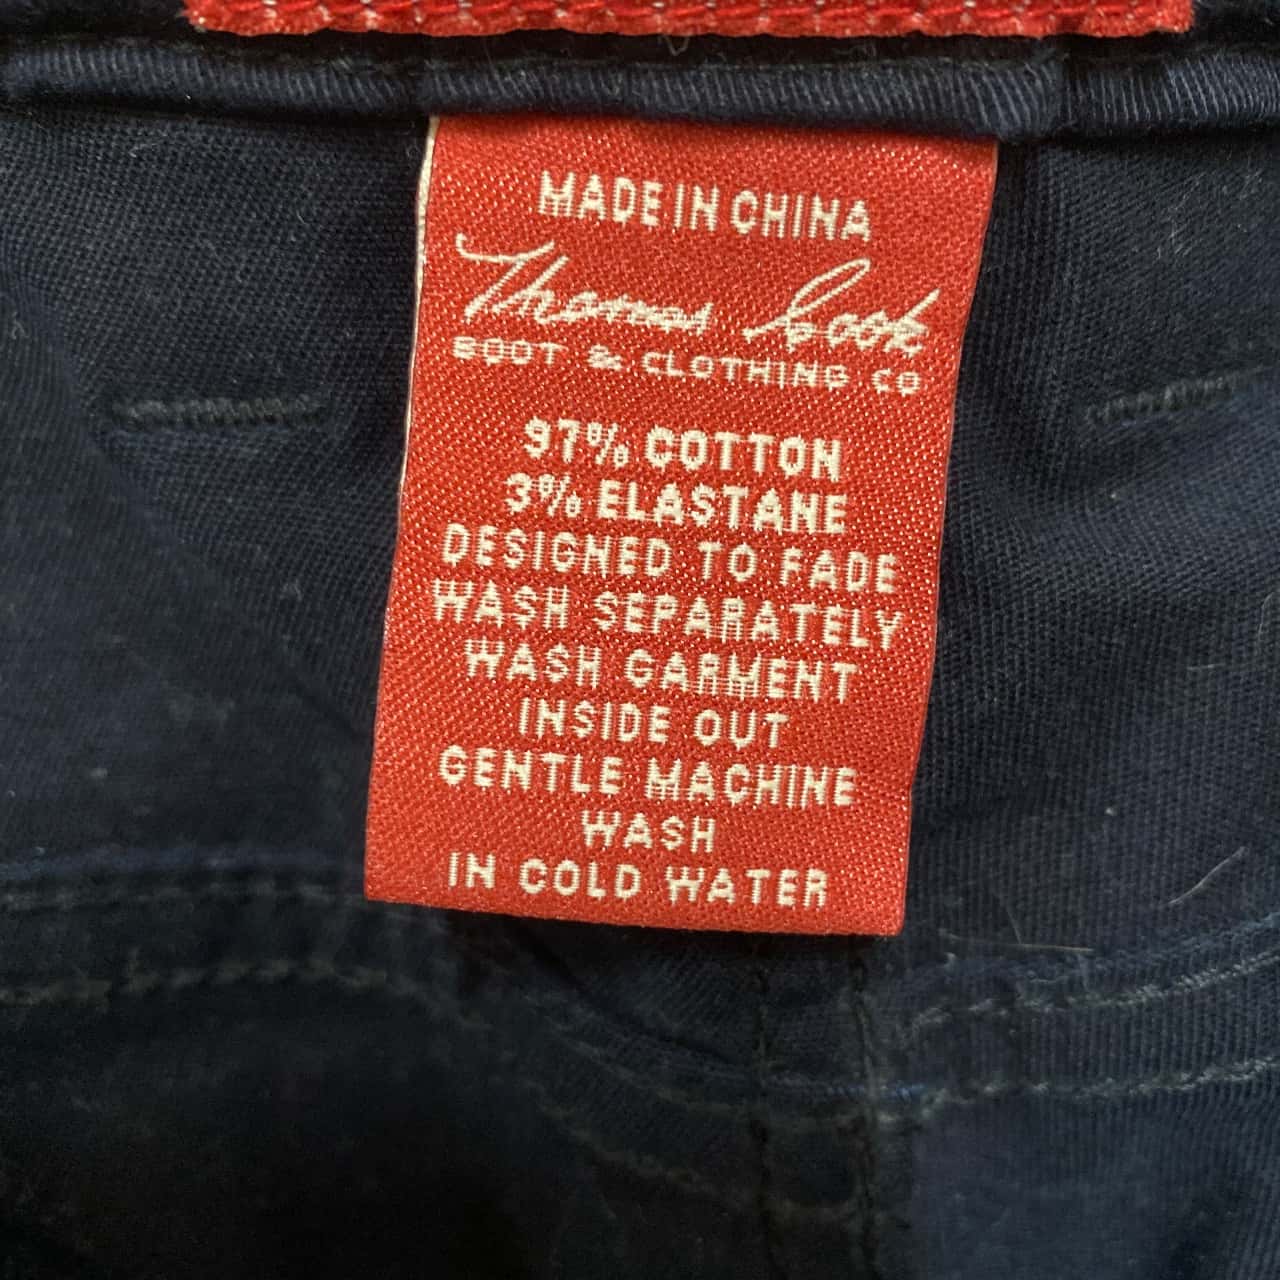 MADE IN CHINA
Thomas Cook
BOOT & CLOTHING CO
97% COTTON
3% ELASTANE
DESIGNED TO FADE
WASH SEPARATELY
WASH GARMENT
INSIDE OUT
GENTLE MACHINE
WASH
IN COLD WATER